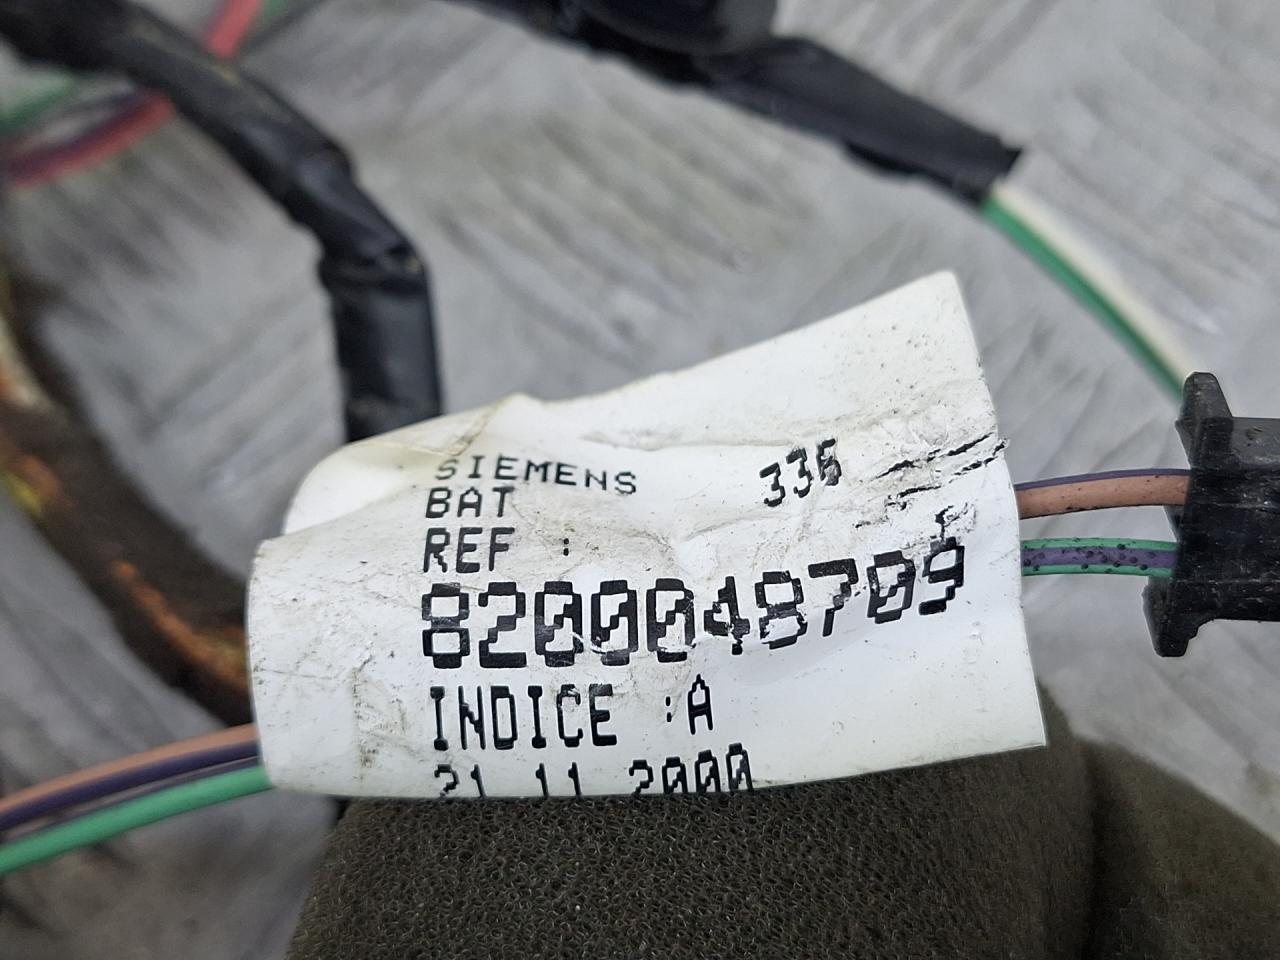 SIEMENS 336
BAT
REF :
8200048709
INDICE :A
21 11 2000